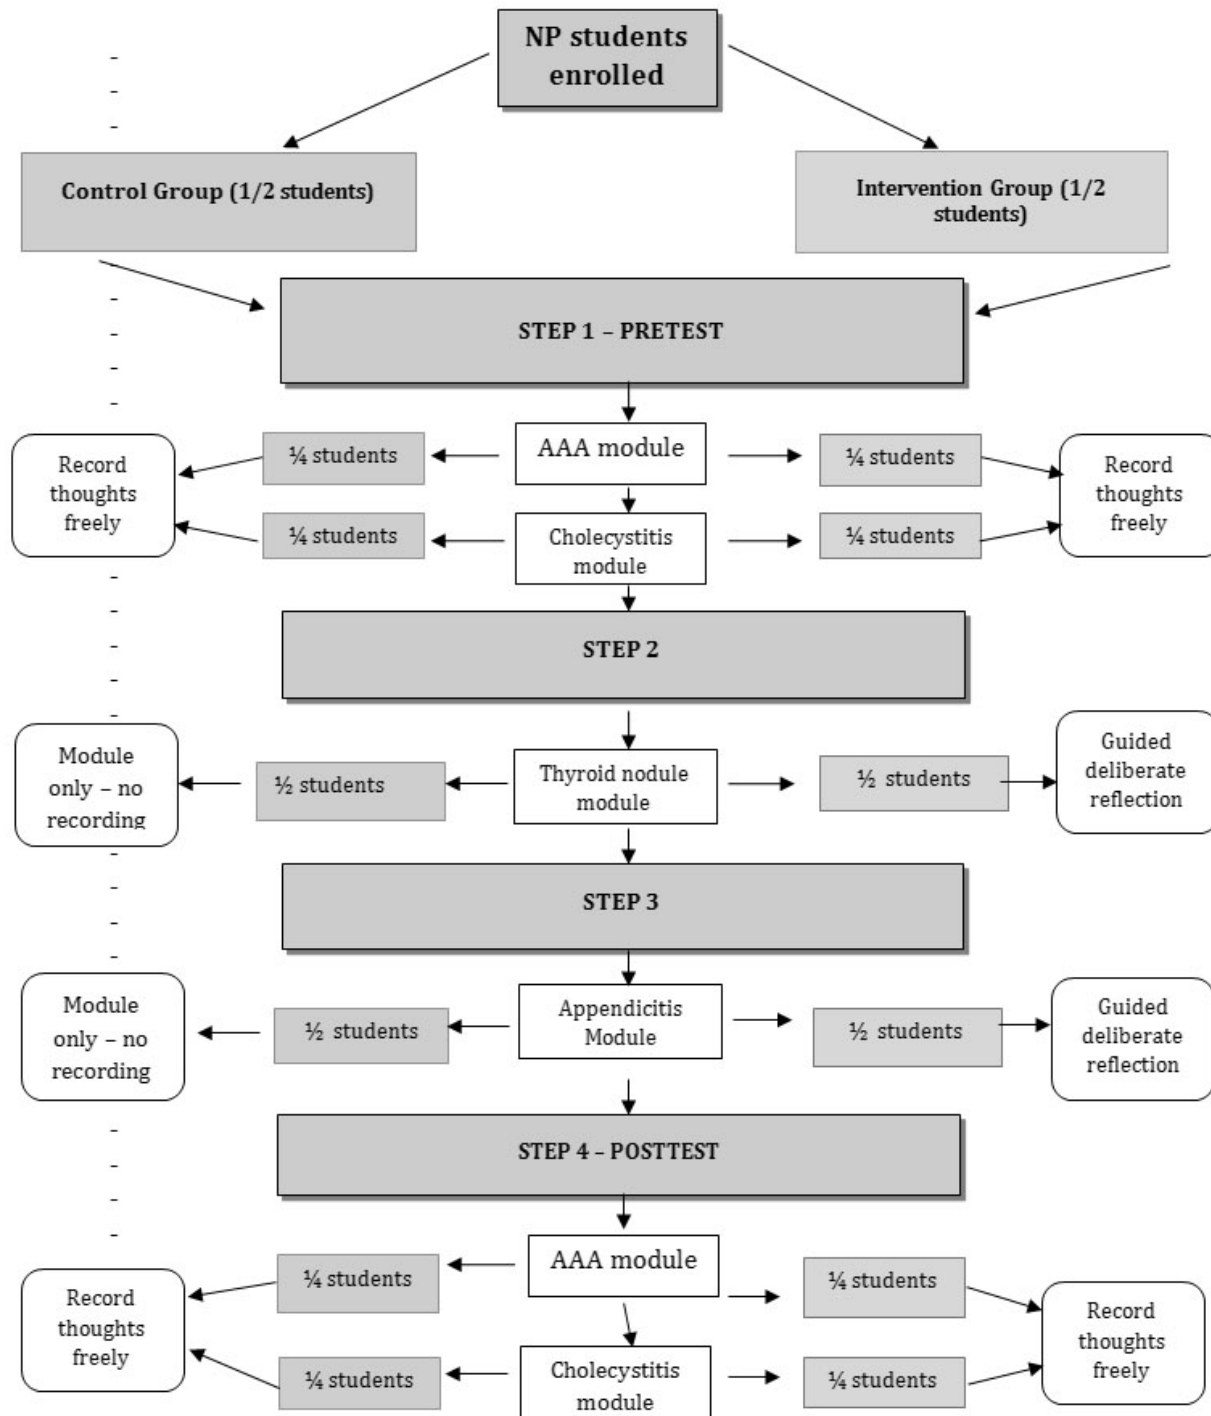 NP students
enrolled
Control Group (1/2 students)
Intervention Group (1/2
students)
STEP 1 – PRETEST
Record
thoughts
freely
¼ students
¼ students
AAA module
Cholecystitis
module
¼ students
¼ students
Record
thoughts
freely
STEP 2
Module
only – no
recording
½ students
Thyroid nodule
module
½ students
Guided
deliberate
reflection
STEP 3
Module
only – no
recording
½ students
Appendicitis
Module
½ students
Guided
deliberate
reflection
STEP 4 – POSTTEST
Record
thoughts
freely
¼ students
¼ students
AAA module
Cholecystitis
module
¼ students
¼ students
Record
thoughts
freely